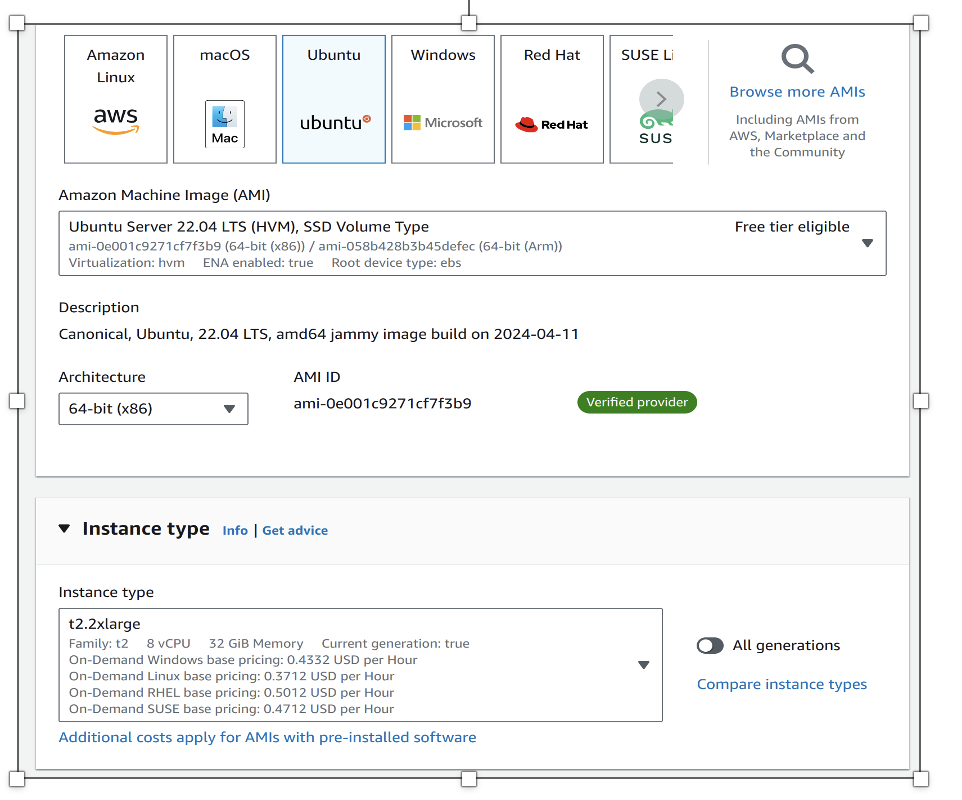 Amazon Linux
aws
macOS
Mac
Ubuntu
ubuntu
Windows
Microsoft
Red Hat
Red Hat
SUSE Li
SUS
Browse more AMIs
Including AMIs from
AWS, Marketplace and
the Community
Amazon Machine Image (AMI)
Ubuntu Server 22.04 LTS (HVM), SSD Volume Type
Free tier eligible
ami-0e001c9271cf7f3b9 (64-bit (x86)) / ami-058b428b3b45defec (64-bit (Arm))
Virtualization: hvm ENA enabled: true Root device type: ebs
Description
Canonical, Ubuntu, 22.04 LTS, amd64 jammy image build on 2024-04-11
Architecture
64-bit (x86)
AMI ID
ami-0e001c9271cf7f3b9
Verified provider
Instance type Info | Get advice
Instance type
t2.2xlarge
Family: t2 8 vCPU 32 GiB Memory Current generation: true
On-Demand Windows base pricing: 0.4332 USD per Hour
On-Demand Linux base pricing: 0.3712 USD per Hour
On-Demand RHEL base pricing: 0.5012 USD per Hour
On-Demand SUSE base pricing: 0.4712 USD per Hour
All generations
Compare instance types
Additional costs apply for AMIs with pre-installed software